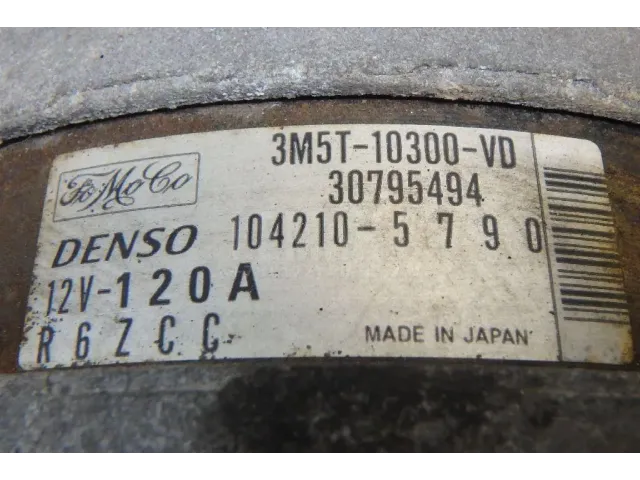 3M5T-10300-VD
FoMoCo
30795494
DENSO 104210-5790
12V-120A
R6ZCC
MADE IN JAPAN